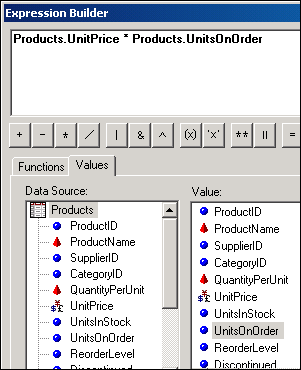 Expression Builder
Products.UnitPrice * Products.UnitsOnOrder
+ - * / | & ^ (x) 'x' ** || =
Functions Values
Data Source:
Products
ProductID
ProductName
SupplierID
CategoryID
QuantityPerUnit
UnitPrice
UnitsInStock
UnitsOnOrder
ReorderLevel
Discontinued
Value:
ProductID
ProductName
SupplierID
CategoryID
QuantityPerUnit
UnitPrice
UnitsInStock
UnitsOnOrder
ReorderLevel
Discontinued